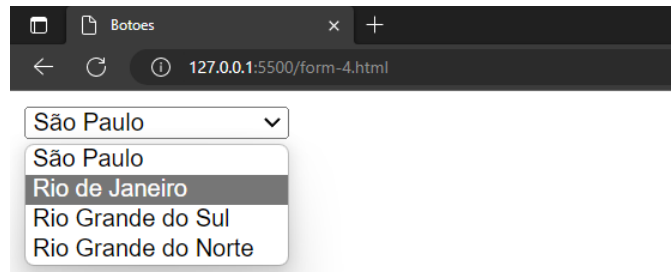 Botoes
127.0.0.1:5500/form-4.html
São Paulo
São Paulo
Rio de Janeiro
Rio Grande do Sul
Rio Grande do Norte